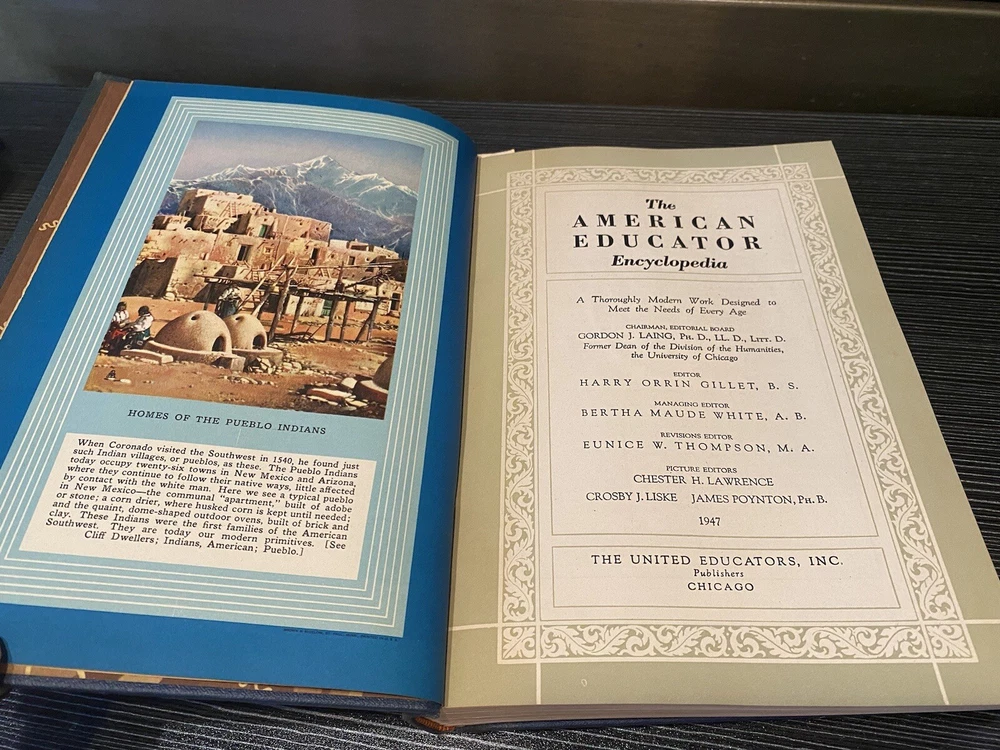 HOMES OF THE PUEBLO INDIANS
When Coronado visited the Southwest in 1540, he found just
such Indian villages, or pueblos, as these. The Pueblo Indians
today occupy twenty-six towns in New Mexico and Arizona,
where they continue to follow their native ways, little affected
by contact with the white man. Here we see a typical pueblo
in New Mexico—the communal "apartment," built of adobe
or stone; a corn drier, where husked corn is kept until needed;
and the quaint, dome-shaped outdoor ovens, built of brick and
clay. These Indians were the first families of the American
Southwest. They are today our modern primitives. [See
Cliff Dwellers; Indians, American; Pueblo.]
The
AMERICAN
EDUCATOR
Encyclopedia
A Thoroughly Modern Work Designed to
Meet the Needs of Every Age
CHAIRMAN, EDITORIAL BOARD
GORDON J. LAING, PH. D., LL. D., LITT. D.
Former Dean of the Division of the Humanities,
the University of Chicago
EDITOR
HARRY ORRIN GILLET, B. S.
MANAGING EDITOR
BERTHA MAUDE WHITE, A. B.
REVISIONS EDITOR
EUNICE W. THOMPSON, M. A.
PICTURE EDITORS
CHESTER H. LAWRENCE
CROSBY J. LISKE JAMES POYNTON, PH. B.
1947
THE UNITED EDUCATORS, INC.
Publishers
CHICAGO